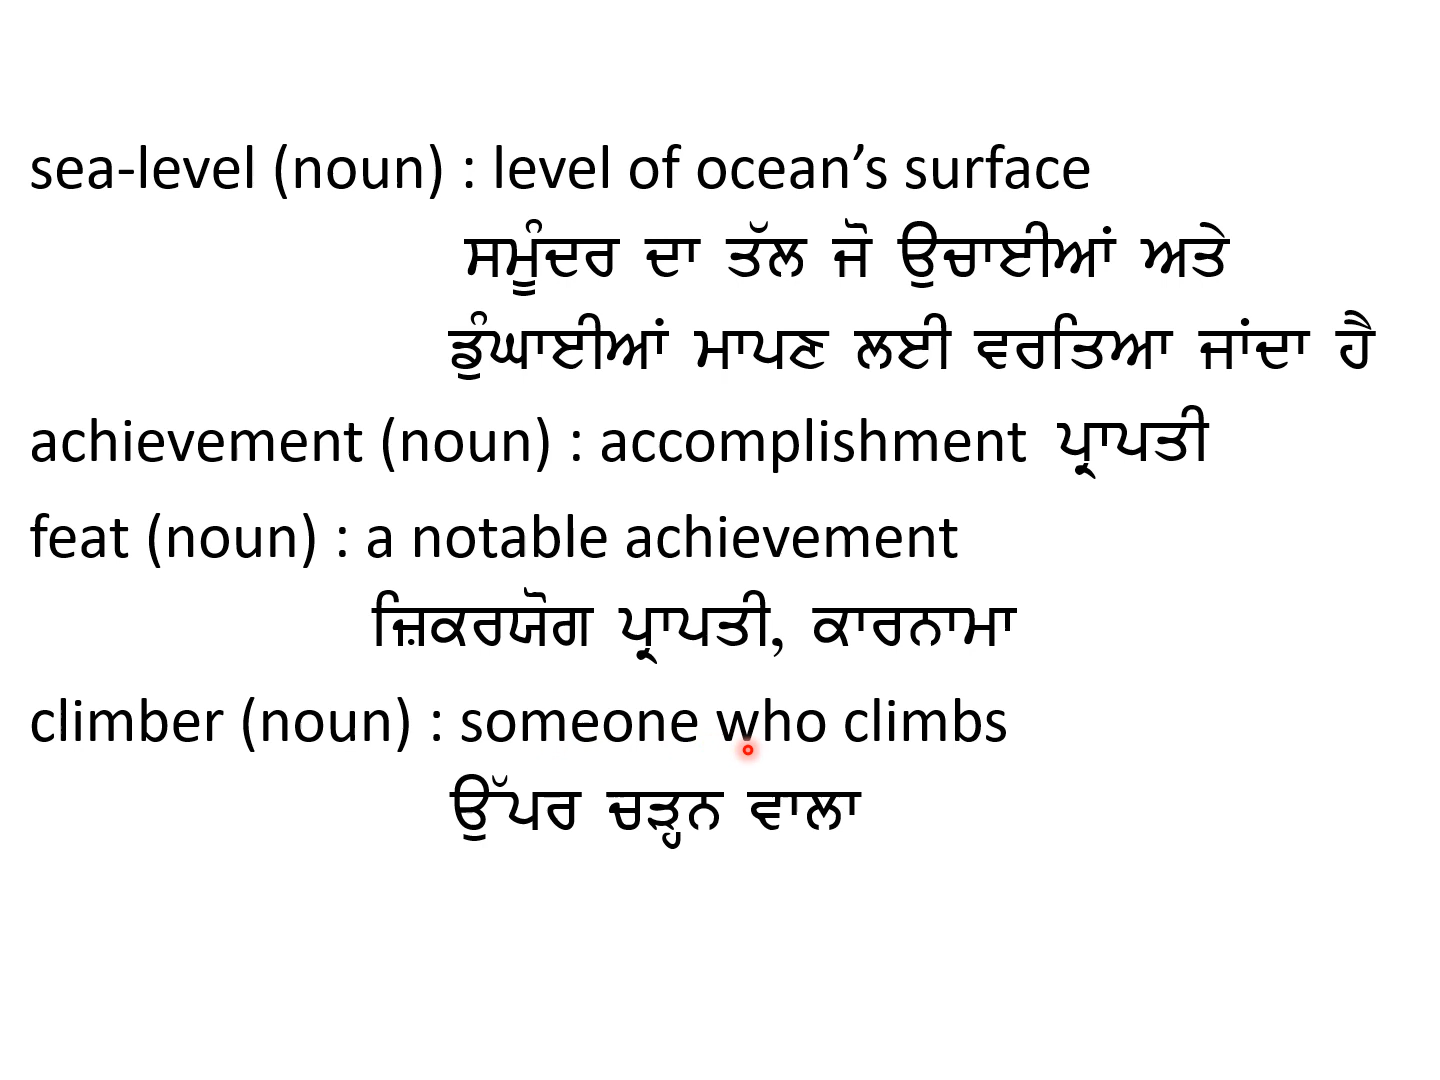 sea-level (noun) : level of ocean’s surface
ਸਮੂੰਦਰ ਦਾ ਤੱਲ ਜੋ ਉਚਾਈਆਂ ਅਤੇ
ਡੁੰਘਾਈਆਂ ਮਾਪਣ ਲਈ ਵਰਤਿਆ ਜਾਂਦਾ ਹੈ
achievement (noun) : accomplishment ਪ੍ਰਾਪਤੀ
feat (noun) : a notable achievement
ਜ਼ਿਕਰਯੋਗ ਪ੍ਰਾਪਤੀ, ਕਾਰਨਾਮਾ
climber (noun) : someone who climbs
ਉੱਪਰ ਚੜ੍ਹਨ ਵਾਲਾ